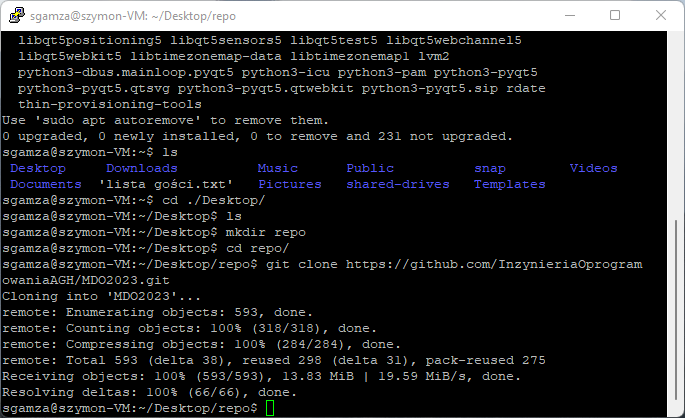 sgamza@szymon-VM: ~/Desktop/repo
libqt5positioning5 libqt5sensors5 libqt5test5 libqt5webchannel5
libqt5webkit5 libtimezonemap-data libtimezonemap1 lvm2
python3-dbus.mainloop.pyqt5 python3-icu python3-pam python3-pyqt5
python3-pyqt5.qtsvg python3-pyqt5.qtwebkit python3-pyqt5.sip rdate
thin-provisioning-tools
Use 'sudo apt autoremove' to remove them.
0 upgraded, 0 newly installed, 0 to remove and 231 not upgraded.
sgamza@szymon-VM:~$ ls
Desktop Downloads Music Public snap Videos
Documents 'lista gości.txt' Pictures shared-drives Templates
sgamza@szymon-VM:~$ cd ./Desktop/
sgamza@szymon-VM:~/Desktop$ ls
sgamza@szymon-VM:~/Desktop$ mkdir repo
sgamza@szymon-VM:~/Desktop$ cd repo/
sgamza@szymon-VM:~/Desktop/repo$ git clone https://github.com/InzynieriaOprogram
owaniaAGH/MDO2023.git
Cloning into 'MDO2023'...
remote: Enumerating objects: 593, done.
remote: Counting objects: 100% (318/318), done.
remote: Compressing objects: 100% (284/284), done.
remote: Total 593 (delta 38), reused 298 (delta 31), pack-reused 275
Receiving objects: 100% (593/593), 13.83 MiB | 19.59 MiB/s, done.
Resolving deltas: 100% (66/66), done.
sgamza@szymon-VM:~/Desktop/repo$